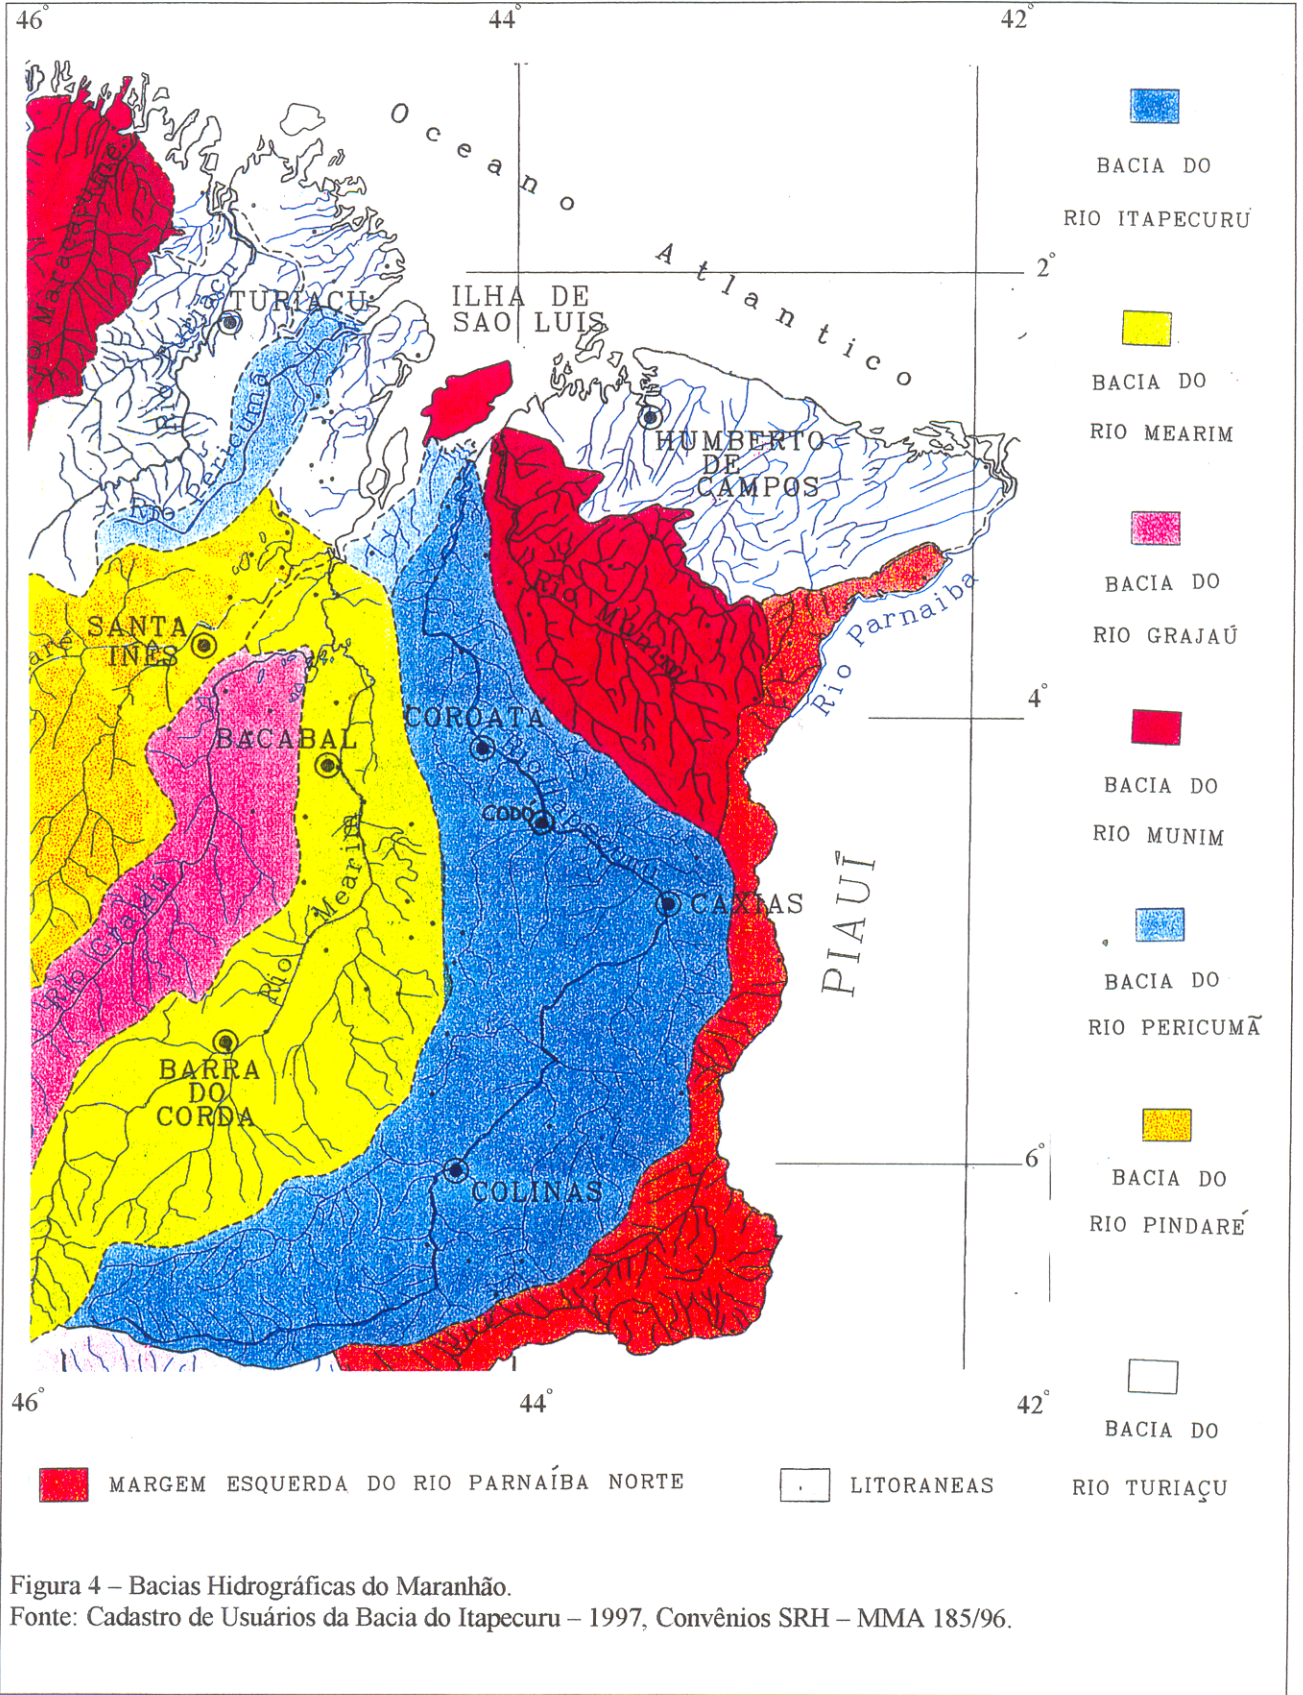 46°
44°
42°
Oceano
Atlantico
2°
ILHA DE
SAO LUIS
TURIAÇU
Rio Turiaçu
Rio Pericumã
HUMBERTO
DE
CAMPOS
Rio Munim
Rio Parnaiba
SANTA
INÊS
4°
COROATA
BACABAL
Rio Itapecuru
CODÓ
Rio Mearim
CAXIAS
PIAUÍ
Rio Grajaú
BARRA
DO
CORDA
6°
COLINAS
46°
44°
42°
BACIA DO
RIO ITAPECURU
BACIA DO
RIO MEARIM
BACIA DO
RIO GRAJAÚ
BACIA DO
RIO MUNIM
BACIA DO
RIO PERICUMÃ
BACIA DO
RIO PINDARÉ
BACIA DO
RIO TURIAÇU
MARGEM ESQUERDA DO RIO PARNAÍBA NORTE
LITORANEAS
Figura 4 – Bacias Hidrográficas do Maranhão.
Fonte: Cadastro de Usuários da Bacia do Itapecuru – 1997, Convênios SRH – MMA 185/96.